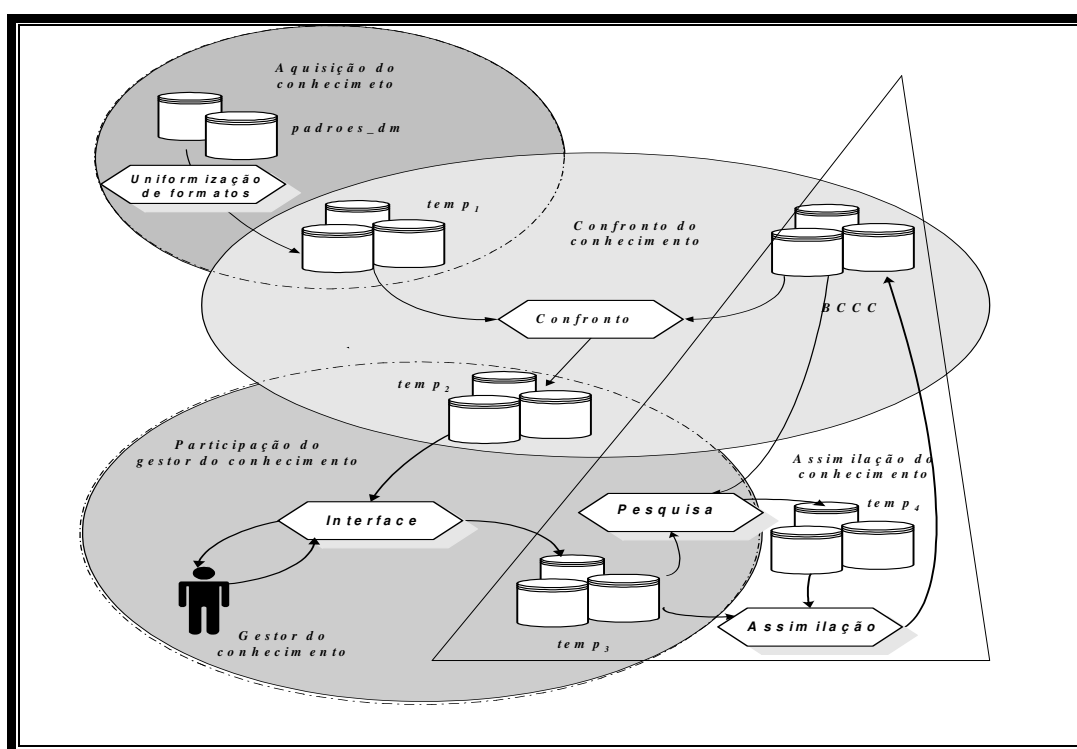 Aquisição do
conhecimeto
padroes_dm
Uniformização
de formatos
temp1
Confronto do
conhecimento
BCCC
Confronto
temp2
Participação do
gestor do conhecimento
Assimilação do
conhecimento
temp4
Pesquisa
Interface
Assimilação
Gestor do
conhecimento
temp3